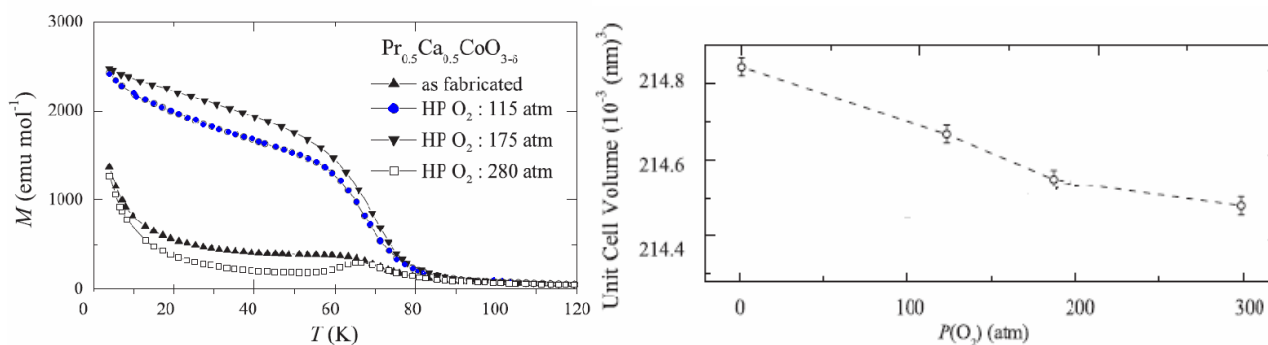 3000
2000
1000
0
M (emu mol⁻¹)
Pr₀.₅Ca₀.₅CoO₃₋δ
as fabricated
HP O₂ : 115 atm
HP O₂ : 175 atm
HP O₂ : 280 atm
0 20 40 60 80 100 120
T (K)
Unit Cell Volume (10⁻³ (nm)³)
214.8
214.6
214.4
0 100 200 300
P(O₂) (atm)